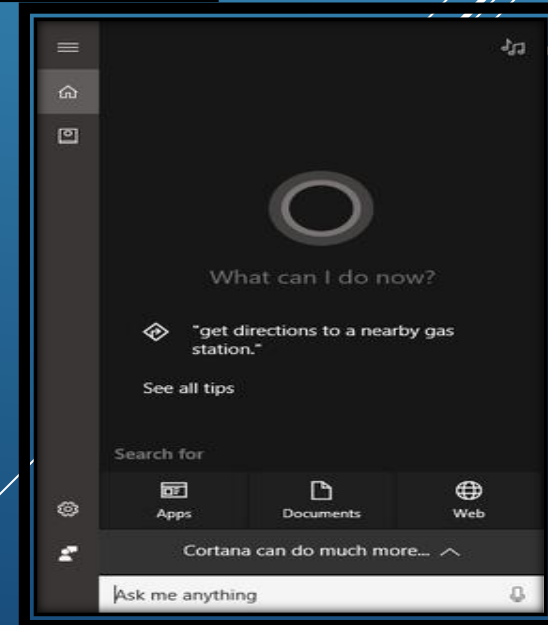 What can I do now?
"get directions to a nearby gas
station."
See all tips
Search for
Apps
Documents
Web
Cortana can do much more...
Ask me anything